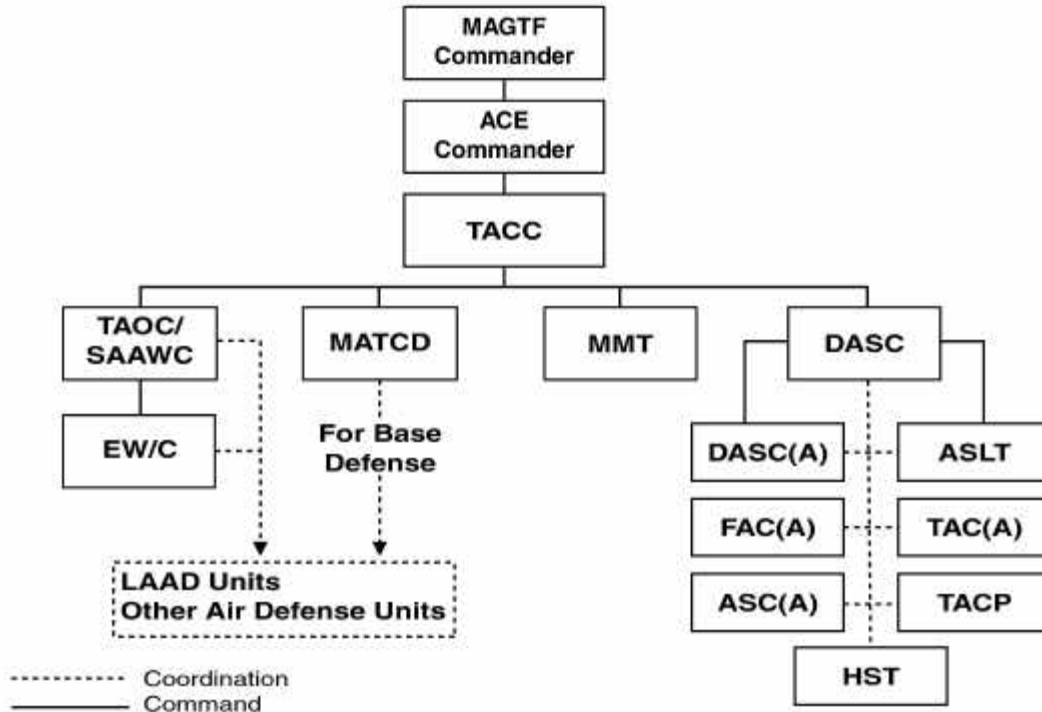 MAGTF
Commander
ACE
Commander
TACC
TAOC/
SAAWC
MATCD
MMT
DASC
EW/C
For Base
Defense
DASC(A)
ASLT
FAC(A)
TAC(A)
LAAD Units
Other Air Defense Units
ASC(A)
TACP
HST
Coordination
Command